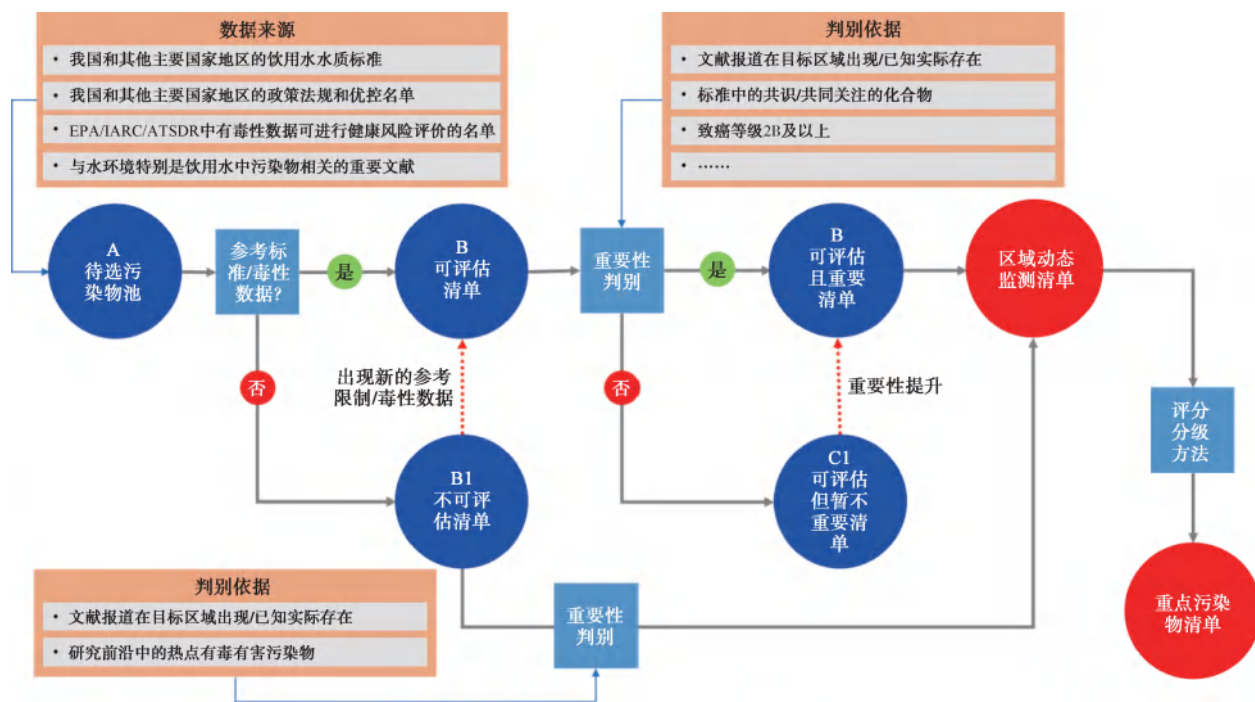 数据来源
• 我国和其他主要国家地区的饮用水水质标准
• 我国和其他主要国家地区的政策法规和优控名单
• EPA/IARC/ATSDR中有毒性数据可进行健康风险评价的名单
• 与水环境特别是饮用水中污染物相关的重要文献
判别依据
• 文献报道在目标区域出现/已知实际存在
• 标准中的共识/共同关注的化合物
• 致癌等级2B及以上
• ……
A
待选污
染物池
参考标
准/毒性
数据?
是
B
可评估
清单
重要性
判别
是
B
可评估
且重要
清单
区域动态
监测清单
否
出现新的参考
限制/毒性数据
否
重要性提升
评分
分级
方法
B1
不可评
估清单
C1
可评估
但暂不
重要清
单
判别依据
• 文献报道在目标区域出现/已知实际存在
• 研究前沿中的热点有毒有害污染物
重要性
判别
重点污染
物清单